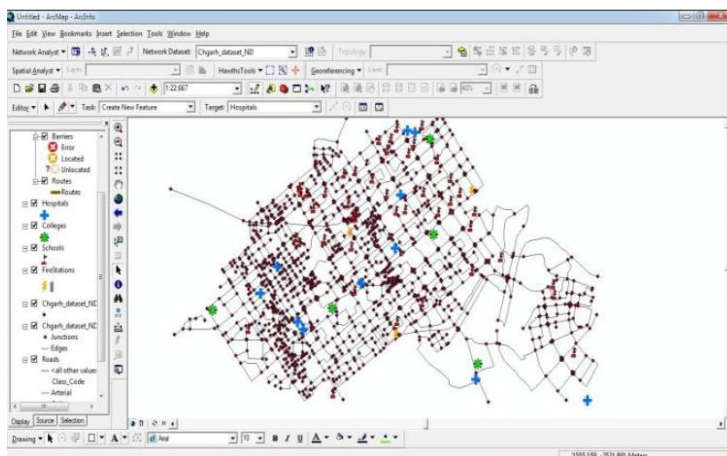 Untitled - ArcMap - ArcInfo
File Edit View Bookmarks Insert Selection Tools Window Help
Network Analyst Network Dataset: Chgarh_dataset_ND Topology:
Spatial Analyst Layer: HawthsTools Georeferencing Layer:
1:22,667
Editor Task: Create New Feature Target: Hospitals
Barriers
Error
Located
Unlocated
Routes
Routes
Hospitals
Colleges
Schools
FireStations
Chgarh_dataset_ND
Chgarh_dataset_ND
Junctions
Edges
Roads
<all other values
Class_Code
Arterial
Display Source Selection
Drawing A Arial 10 B I U A